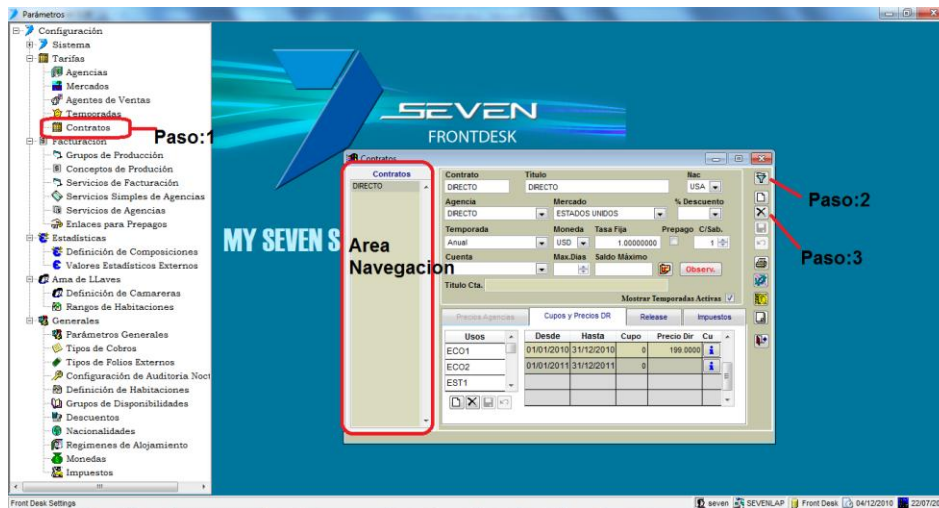 Parámetros
Configuración
Sistema
Tarifas
Agencias
Mercados
Agentes de Ventas
Temporadas
Contratos
Paso:1
Facturación
Grupos de Producción
Conceptos de Produción
Servicios de Facturación
Servicios Simples de Agencias
Servicios de Agencias
Enlaces para Prepagos
Estadísticas
Definición de Composiciones
Valores Estadísticos Externos
Ama de LLaves
Definición de Camareras
Rangos de Habitaciones
Generales
Parámetros Generales
Tipos de Cobros
Tipos de Folios Externos
Configuración de Auditoria Noct
Definición de Habitaciones
Grupos de Disponibilidades
Descuentos
Nacionalidades
Regimenes de Alojamiento
Monedas
Impuestos
SEVEN
FRONTDESK
MY SEVEN S
Contratos
Contratos
DIRECTO
Area
Navegacion
Contrato Titulo Nac
DIRECTO DIRECTO USA
Agencia Mercado % Descuento
DIRECTO ESTADOS UNIDOS
Temporada Moneda Tasa Fija Prepago C/Sab.
Anual USD 1.00000000 1
Cuenta Max.Dias Saldo Máximo
Observ.
Titulo Cta.
Mostrar Temporadas Activas
Precios Agencias Cupos y Precios DR Release Impuestos
Usos Desde Hasta Cupo Precio Dir Cu
ECO1 01/01/2010 31/12/2010 0 199.0000
ECO2 01/01/2011 31/12/2011 0
EST1
Paso:2
Paso:3
Front Desk Settings seven SEVENLAP Front Desk 04/12/2010 22/07/20